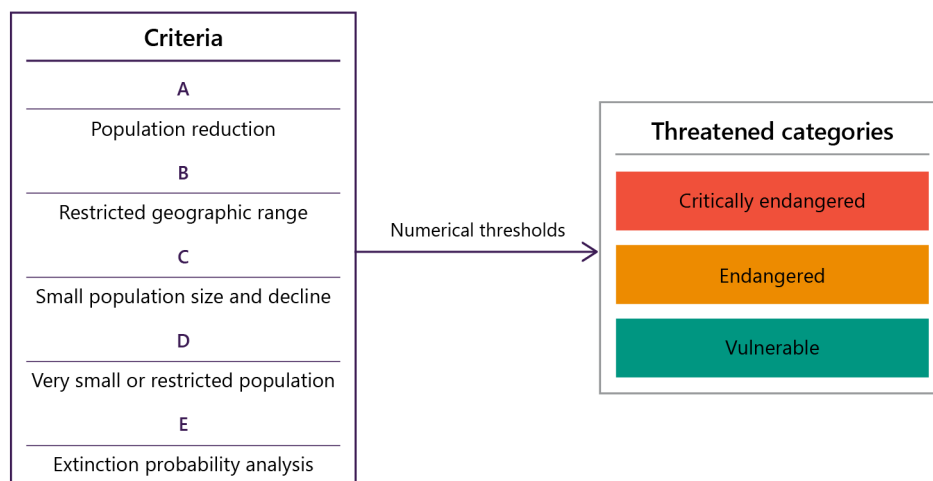 Criteria
A
Population reduction
B
Restricted geographic range
C
Small population size and decline
D
Very small or restricted population
E
Extinction probability analysis
Numerical thresholds
Threatened categories
Critically endangered
Endangered
Vulnerable